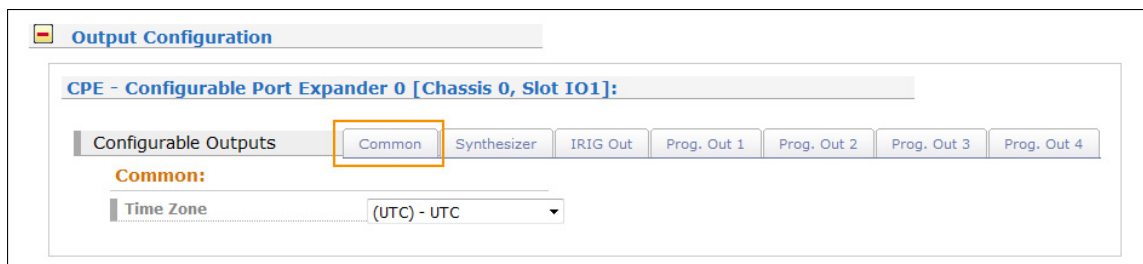 Output Configuration
CPE - Configurable Port Expander 0 [Chassis 0, Slot IO1]:
Configurable Outputs Common Synthesizer IRIG Out Prog. Out 1 Prog. Out 2 Prog. Out 3 Prog. Out 4
Common:
Time Zone (UTC) - UTC